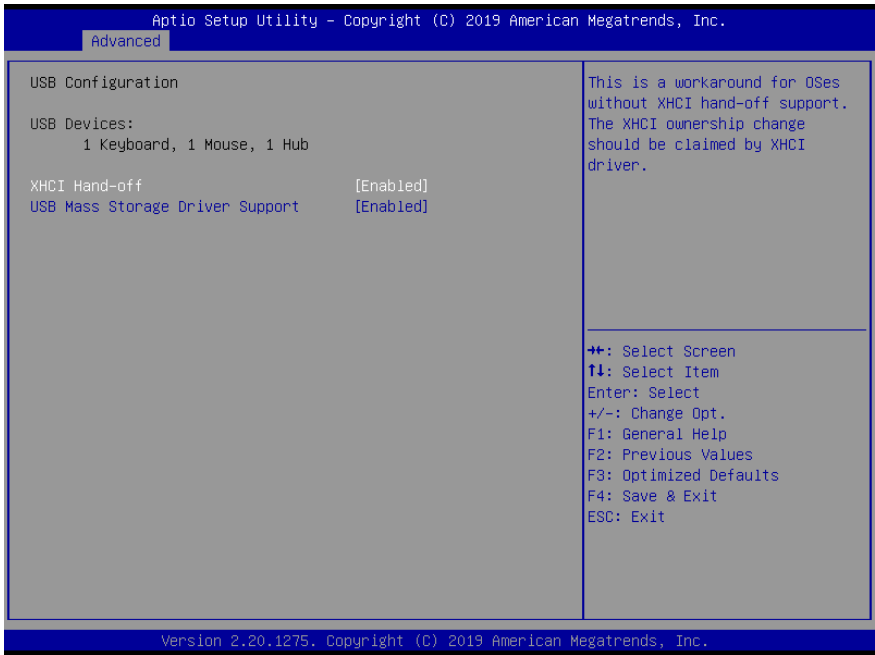 Aptio Setup Utility – Copyright (C) 2019 American Megatrends, Inc.
Advanced
USB Configuration
USB Devices:
1 Keyboard, 1 Mouse, 1 Hub
XHCI Hand-off [Enabled]
USB Mass Storage Driver Support [Enabled]
This is a workaround for OSes
without XHCI hand-off support.
The XHCI ownership change
should be claimed by XHCI
driver.
→←: Select Screen
↑↓: Select Item
Enter: Select
+/-: Change Opt.
F1: General Help
F2: Previous Values
F3: Optimized Defaults
F4: Save & Exit
ESC: Exit
Version 2.20.1275. Copyright (C) 2019 American Megatrends, Inc.